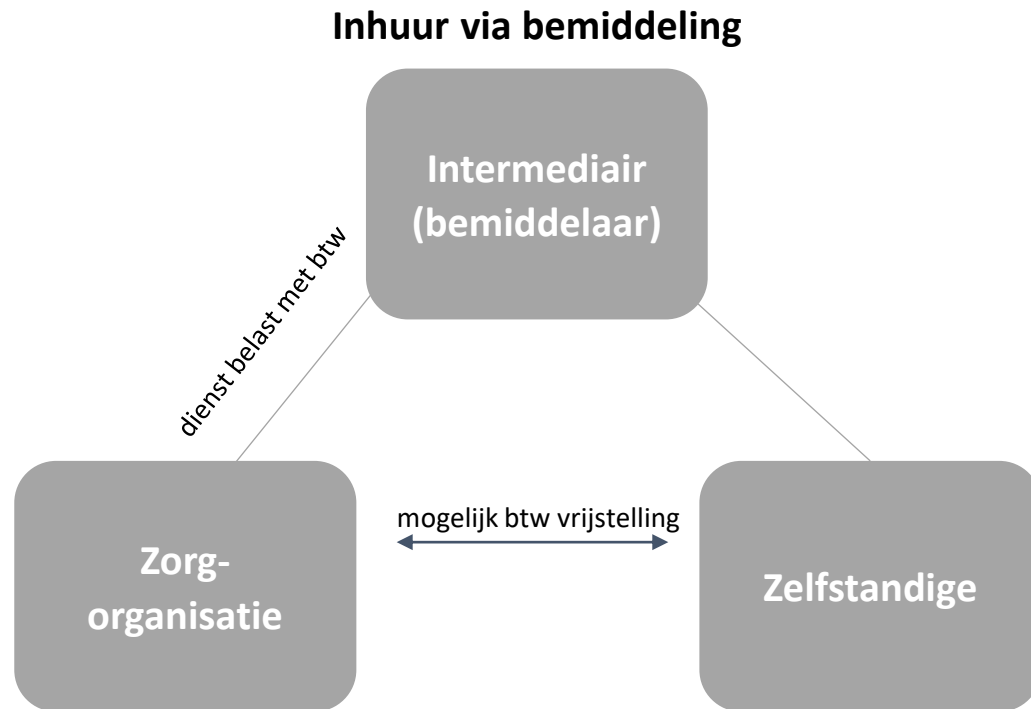 Inhuur via bemiddeling
Intermediair
(bemiddelaar)
dienst belast met btw
mogelijk btw vrijstelling
Zorg-
organisatie
Zelfstandige